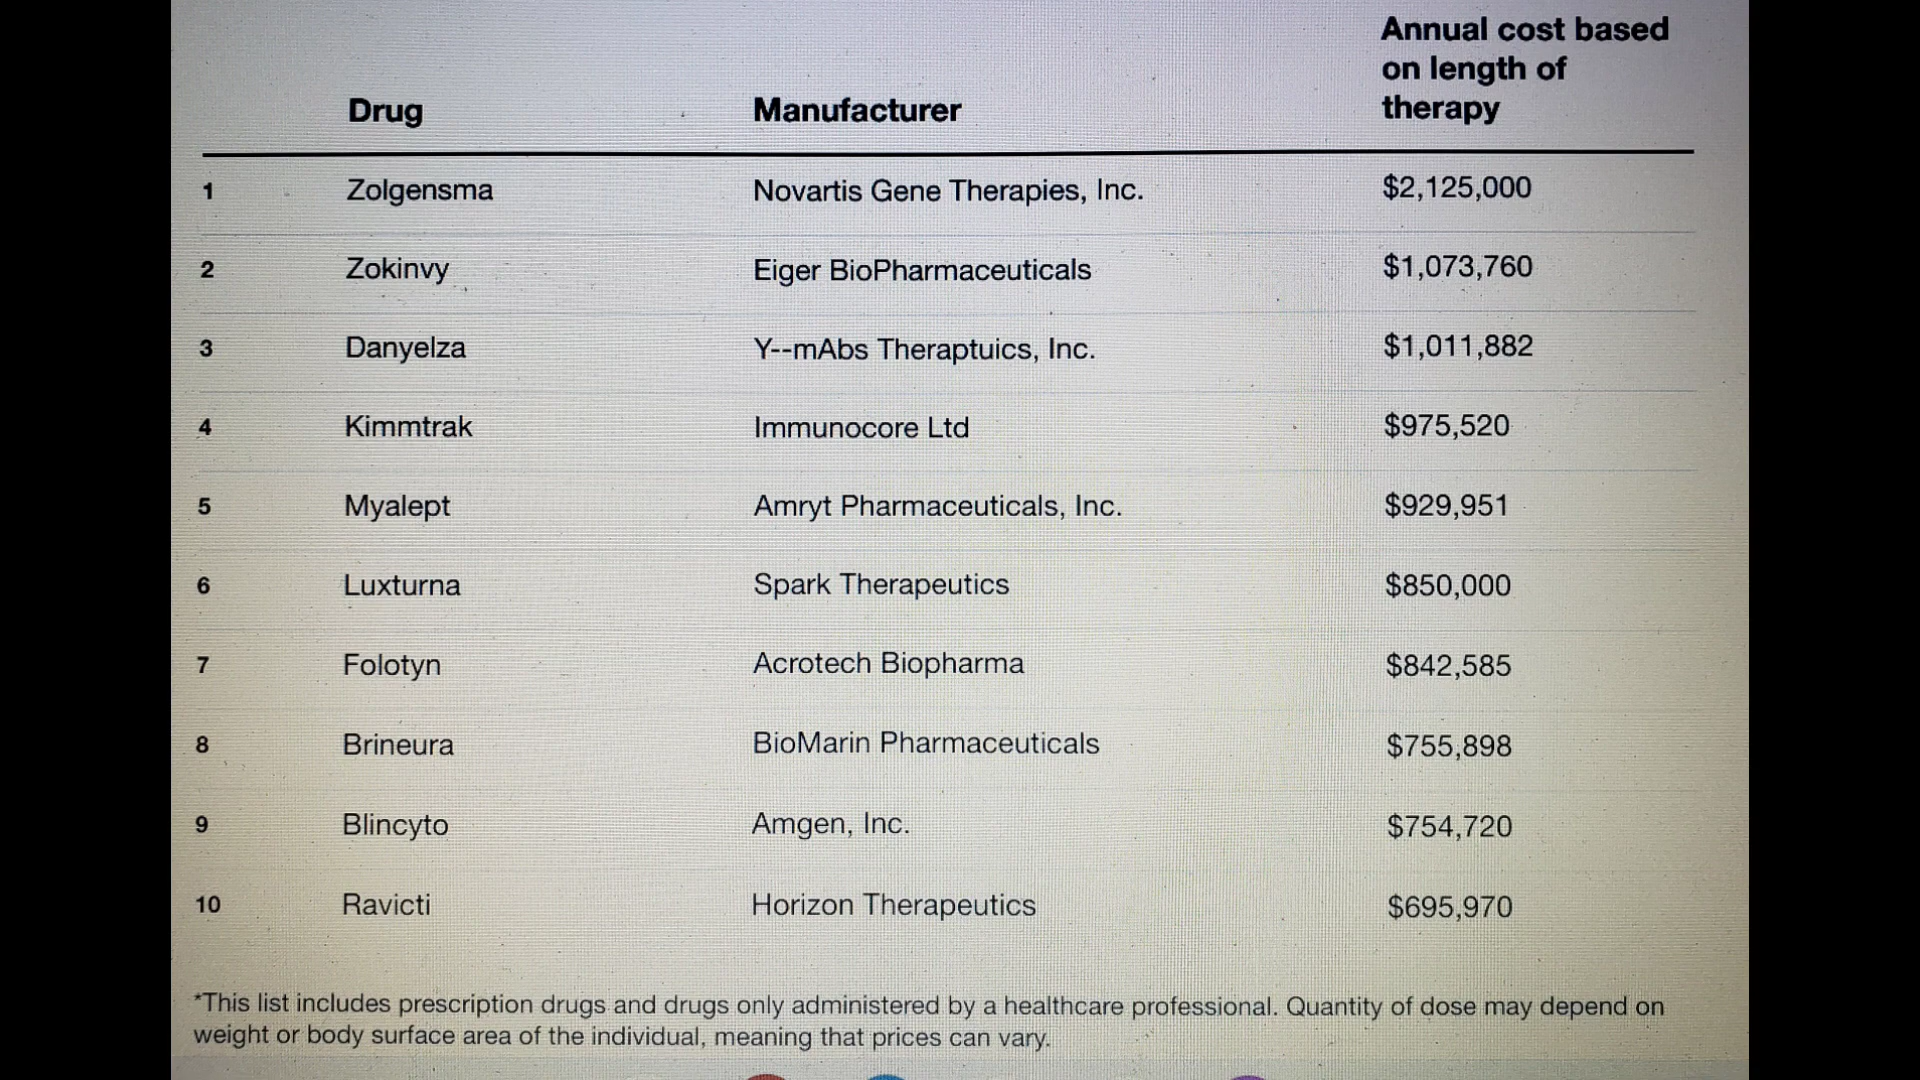 Drug Manufacturer Annual cost based
on length of
therapy
1 Zolgensma Novartis Gene Therapies, Inc. $2,125,000
2 Zokinvy Eiger BioPharmaceuticals $1,073,760
3 Danyelza Y--mAbs Theraptuics, Inc. $1,011,882
4 Kimmtrak Immunocore Ltd $975,520
5 Myalept Amryt Pharmaceuticals, Inc. $929,951
6 Luxturna Spark Therapeutics $850,000
7 Folotyn Acrotech Biopharma $842,585
8 Brineura BioMarin Pharmaceuticals $755,898
9 Blincyto Amgen, Inc. $754,720
10 Ravicti Horizon Therapeutics $695,970
*This list includes prescription drugs and drugs only administered by a healthcare professional. Quantity of dose may depend on
weight or body surface area of the individual, meaning that prices can vary.